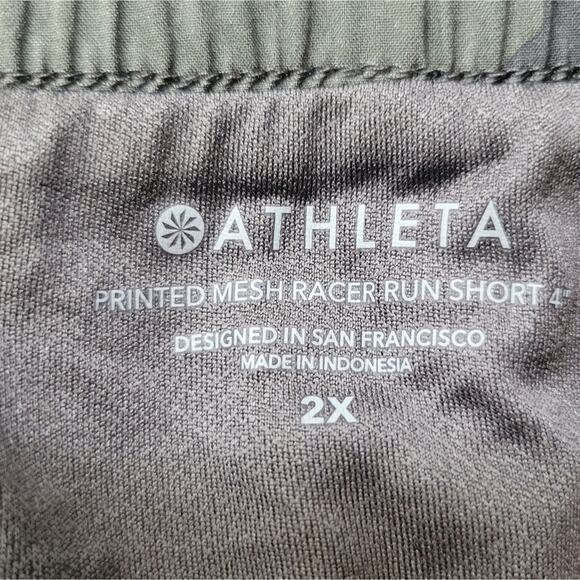 ATHLETA
PRINTED MESH RACER RUN SHORT 4"
DESIGNED IN SAN FRANCISCO
MADE IN INDONESIA
2X